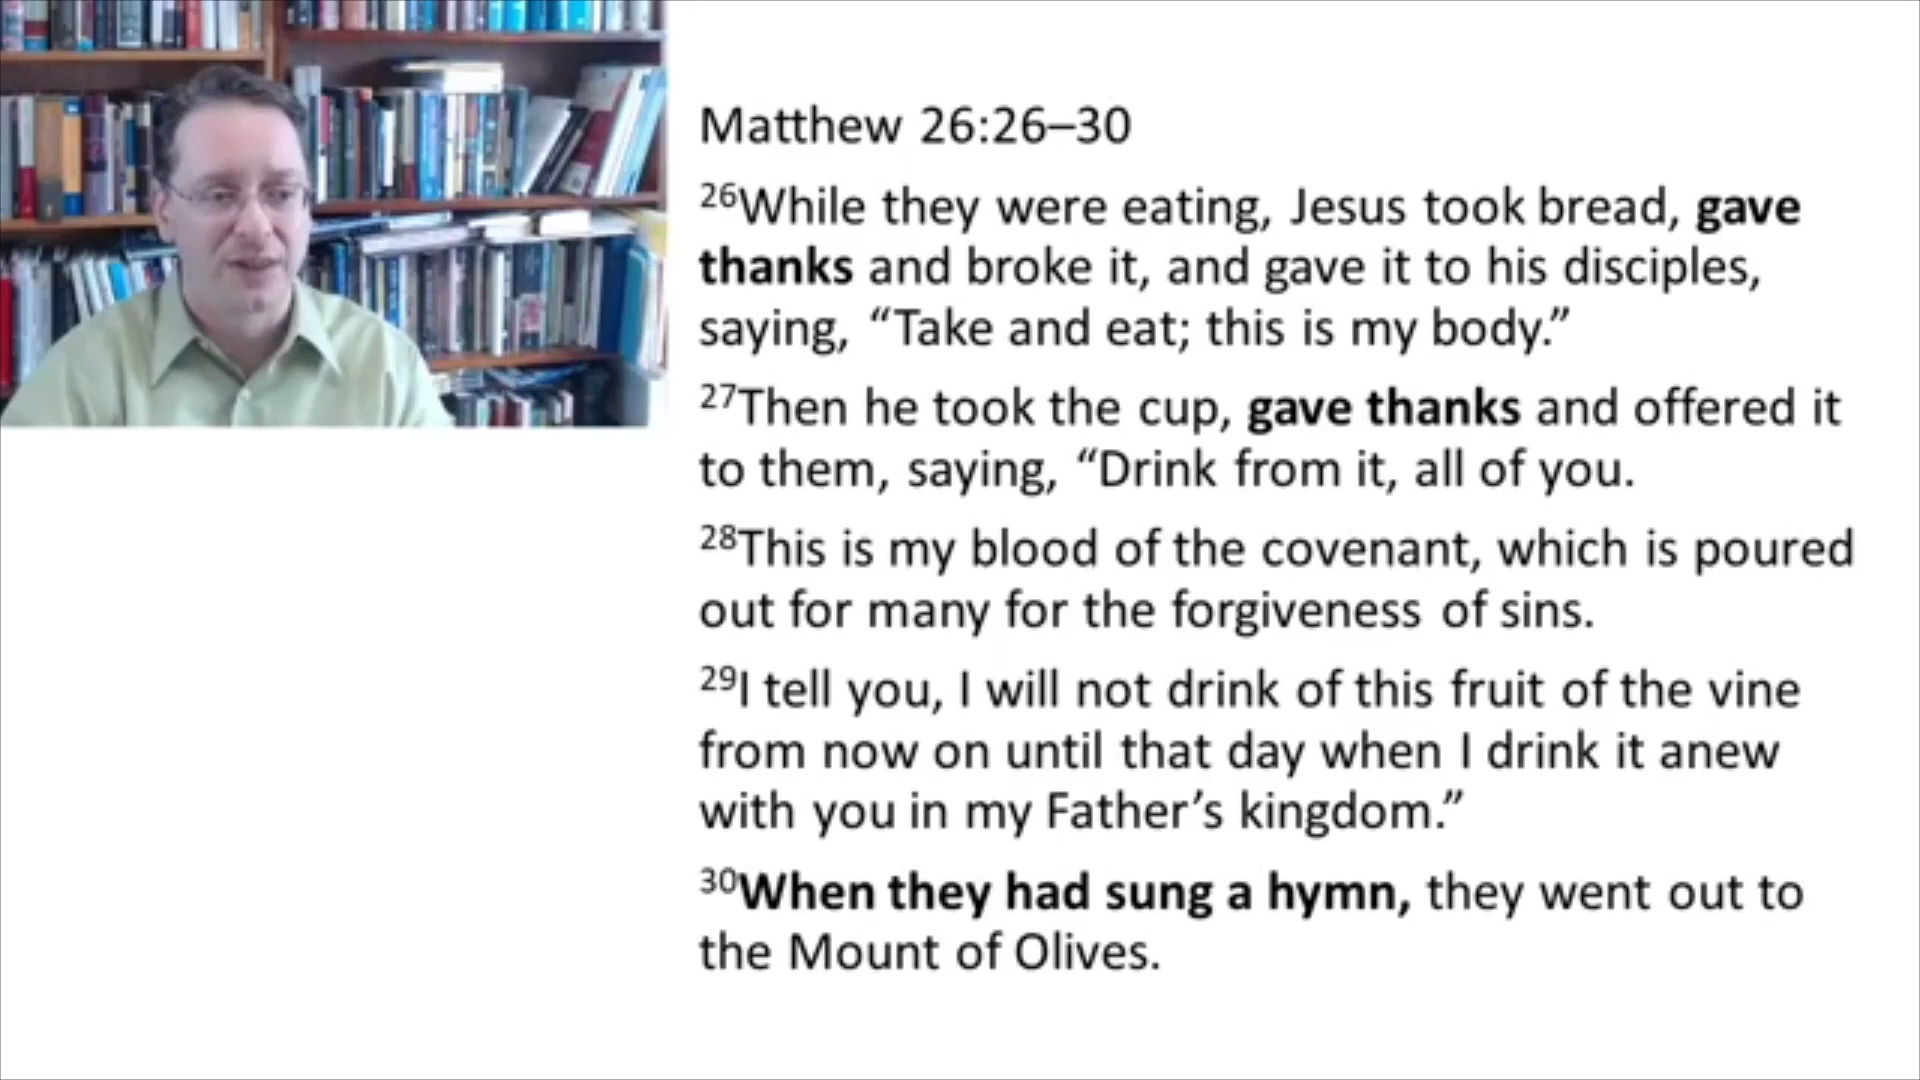 Matthew 26:26–30
26While they were eating, Jesus took bread, gave
thanks and broke it, and gave it to his disciples,
saying, “Take and eat; this is my body.”
27Then he took the cup, gave thanks and offered it
to them, saying, “Drink from it, all of you.
28This is my blood of the covenant, which is poured
out for many for the forgiveness of sins.
29I tell you, I will not drink of this fruit of the vine
from now on until that day when I drink it anew
with you in my Father’s kingdom.”
30When they had sung a hymn, they went out to
the Mount of Olives.